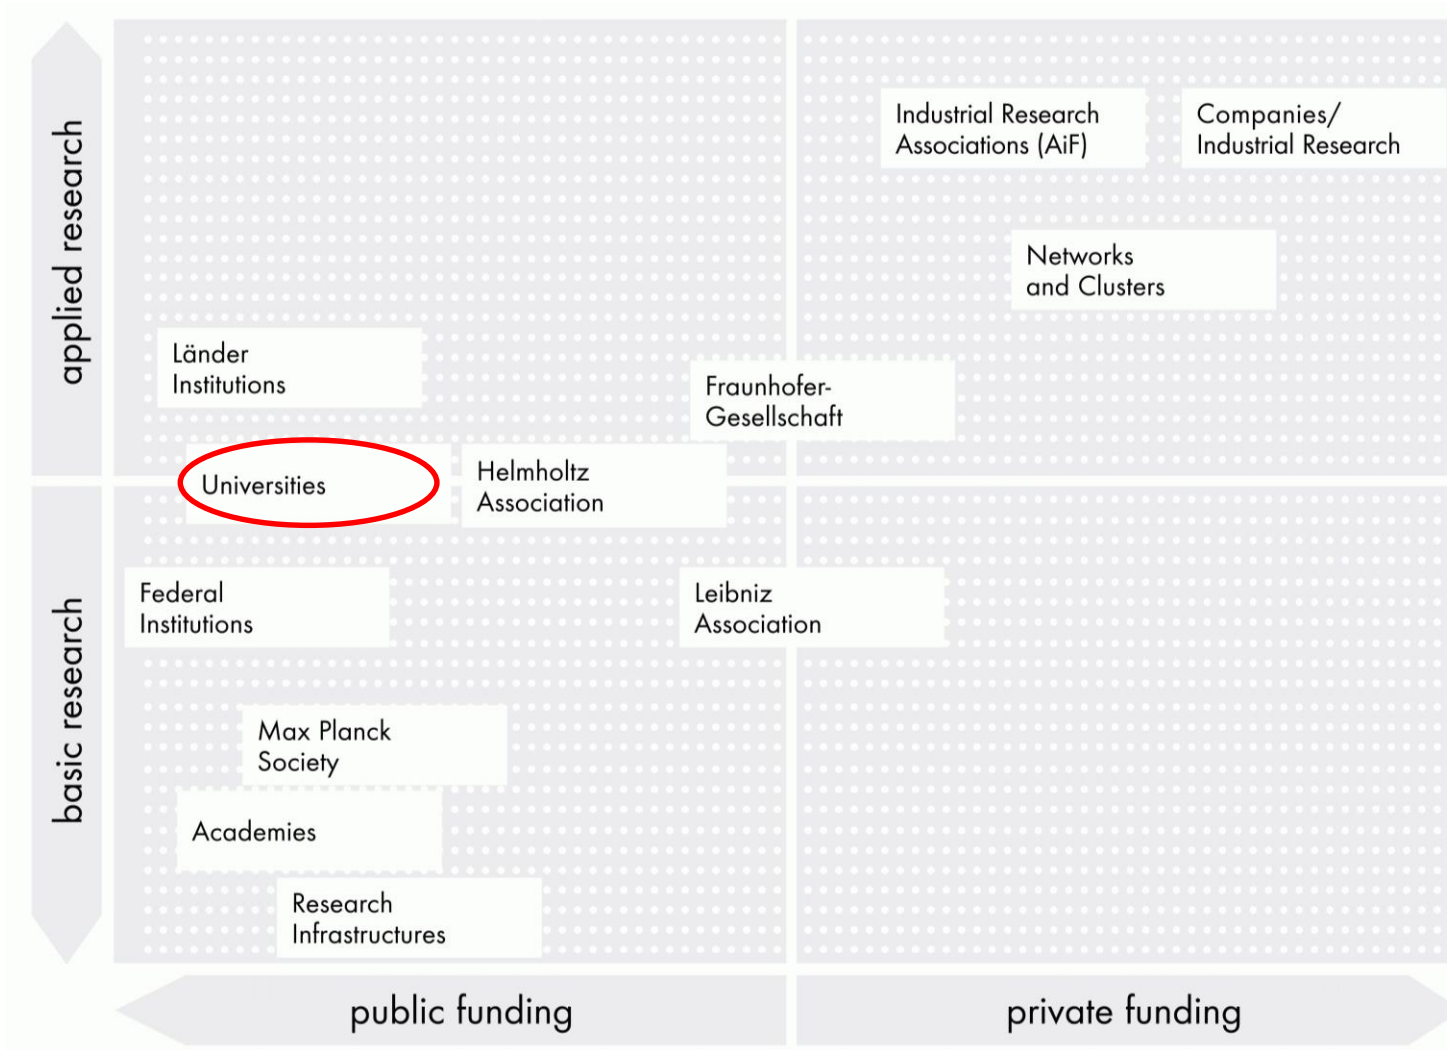 applied research
basic research
Industrial Research
Associations (AiF)
Companies/
Industrial Research
Networks
and Clusters
Länder
Institutions
Fraunhofer-
Gesellschaft
Universities
Helmholtz
Association
Federal
Institutions
Leibniz
Association
Max Planck
Society
Academies
Research
Infrastructures
public funding
private funding